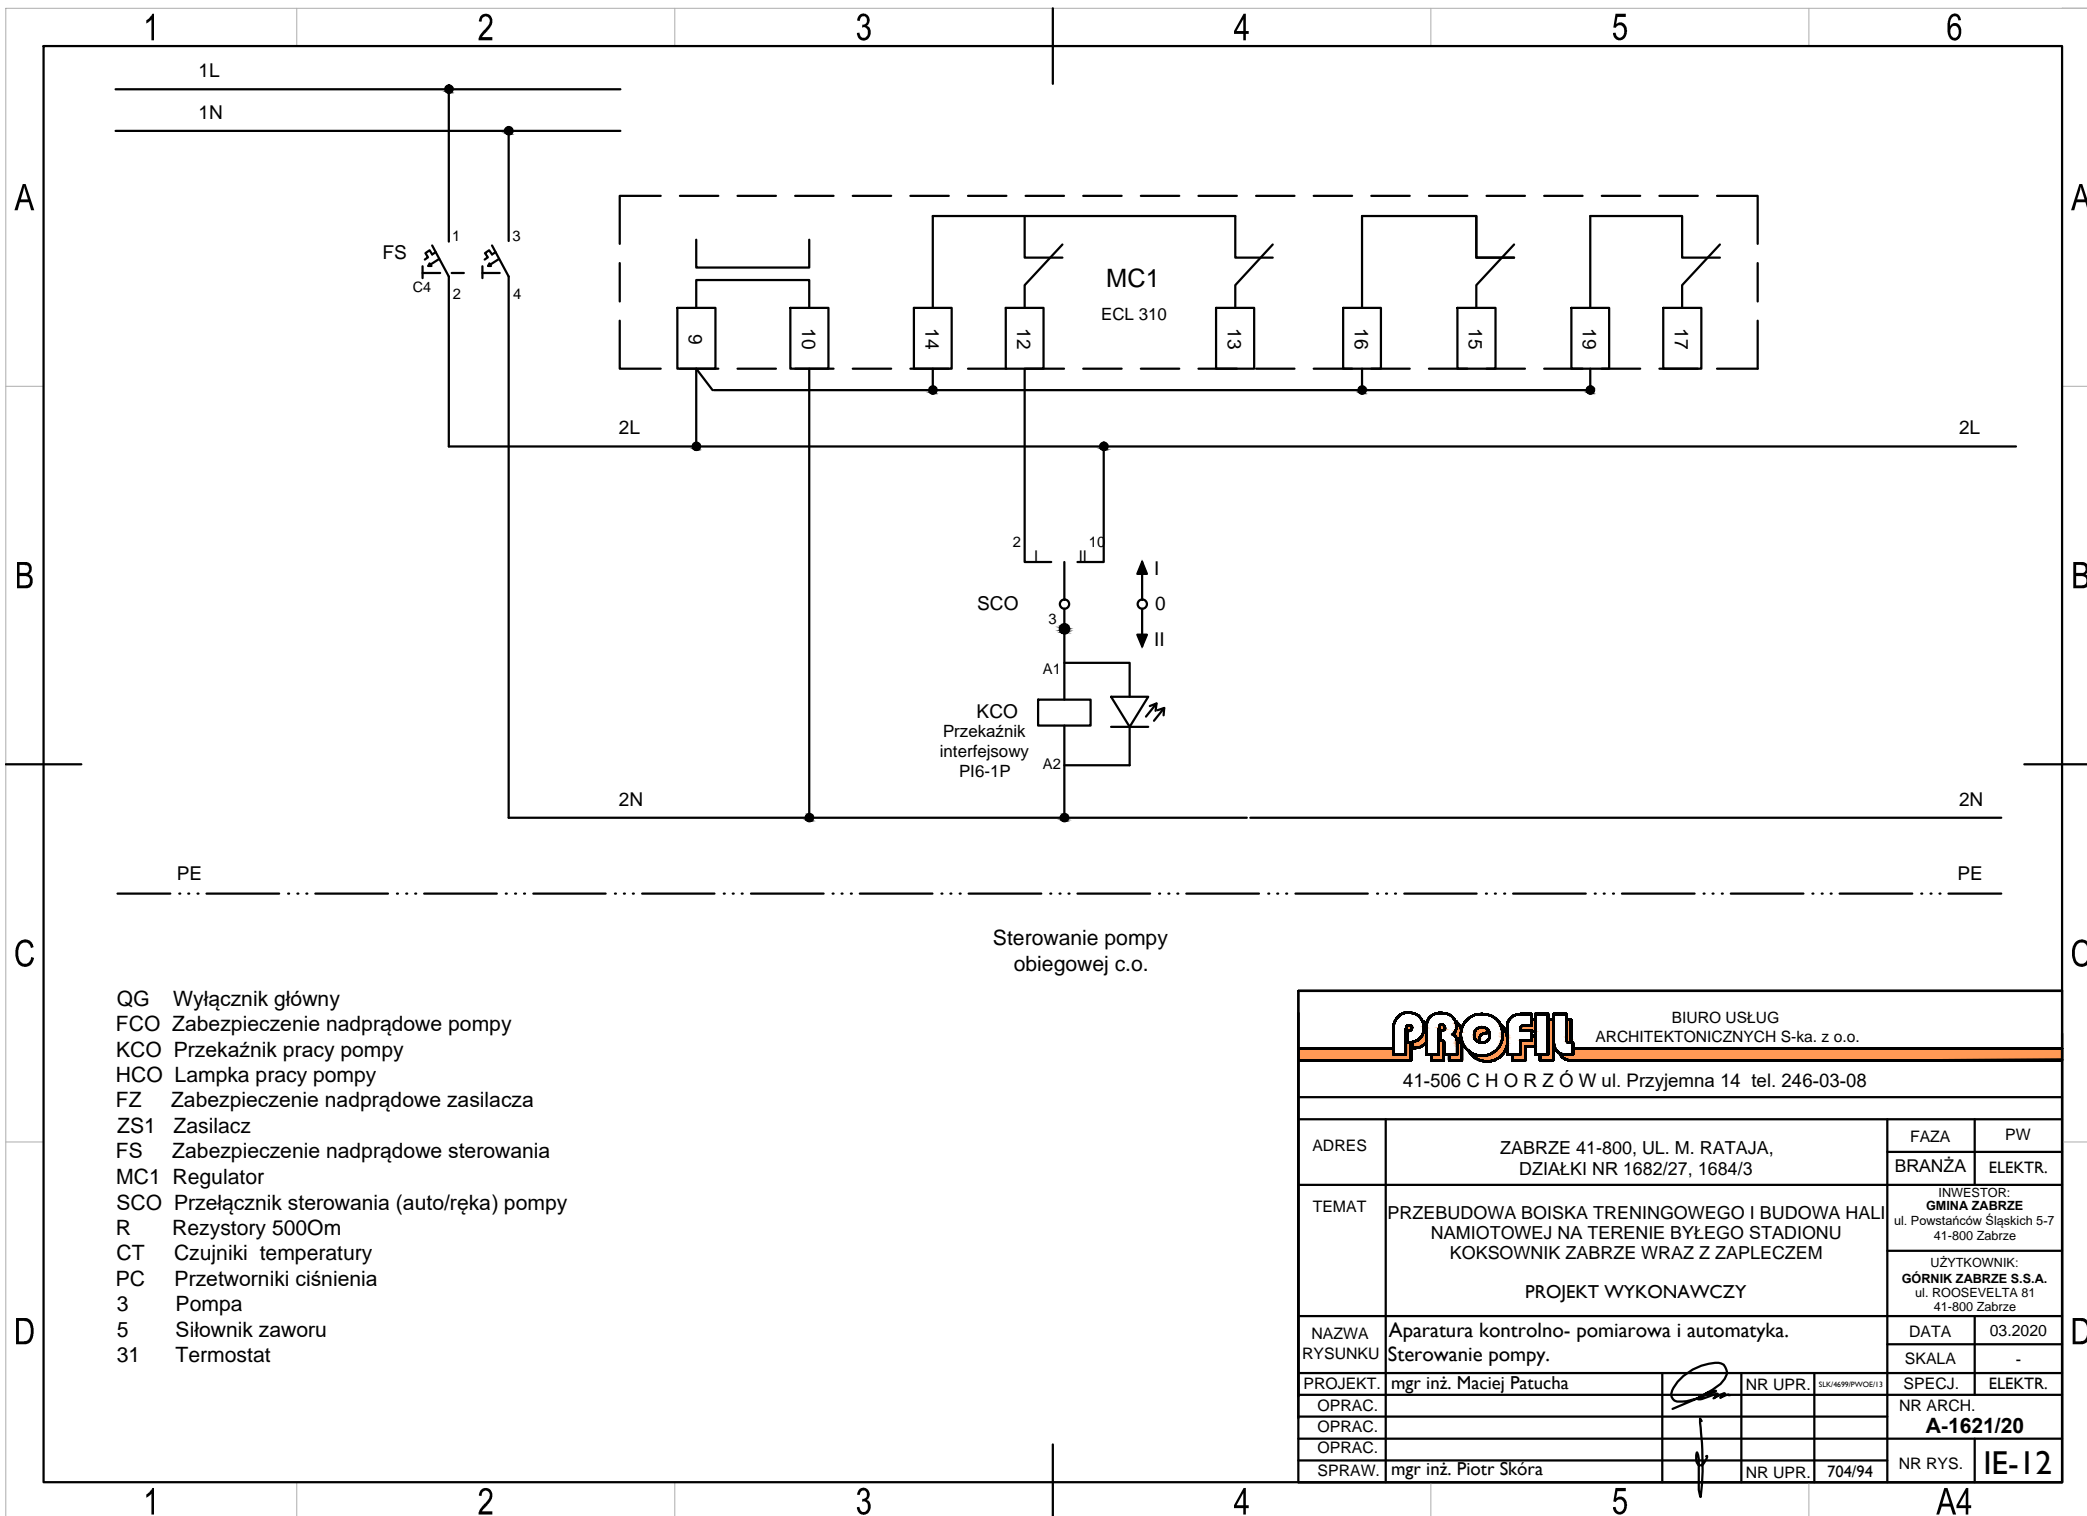 1 2 3 4 5 6
1L
1N
A A
FS
1
3
C4
2
4
MC1
ECL 310
9 10 14 12 13 16 15 19 17
2L 2L
2 I II 10
B B
SCO
I
0
II
3
A1
KCO
Przekaźnik
interfejsowy
PI6-1P
A2
2N 2N
PE PE
C C
Sterowanie pompy
obiegowej c.o.
QG Wyłącznik główny
FCO Zabezpieczenie nadprądowe pompy
KCO Przekaźnik pracy pompy
HCO Lampka pracy pompy
FZ Zabezpieczenie nadprądowe zasilacza
ZS1 Zasilacz
FS Zabezpieczenie nadprądowe sterowania
MC1 Regulator
SCO Przełącznik sterowania (auto/ręka) pompy
R Rezystory 500Om
CT Czujniki temperatury
PC Przetworniki ciśnienia
3 Pompa
5 Siłownik zaworu
31 Termostat
D D
PROFIL
BIURO USŁUG
ARCHITEKTONICZNYCH S-ka. z o.o.
41-506 C H O R Z Ó W ul. Przyjemna 14 tel. 246-03-08
ADRES
ZABRZE 41-800, UL. M. RATAJA,
DZIAŁKI NR 1682/27, 1684/3
FAZA PW
BRANŻA ELEKTR.
TEMAT
PRZEBUDOWA BOISKA TRENINGOWEGO I BUDOWA HALI
NAMIOTOWEJ NA TERENIE BYŁEGO STADIONU
KOKSOWNIK ZABRZE WRAZ Z ZAPLECZEM
PROJEKT WYKONAWCZY
INWESTOR:
GMINA ZABRZE
ul. Powstańców Śląskich 5-7
41-800 Zabrze
UŻYTKOWNIK:
GÓRNIK ZABRZE S.S.A.
ul. ROOSEVELTA 81
41-800 Zabrze
NAZWA
RYSUNKU
Aparatura kontrolno- pomiarowa i automatyka.
Sterowanie pompy.
DATA 03.2020
SKALA -
PROJEKT. mgr inż. Maciej Patucha NR UPR. SLK/4699/PWOE/13
SPECJ. ELEKTR.
OPRAC.
OPRAC.
OPRAC.
NR ARCH.
A-1621/20
SPRAW. mgr inż. Piotr Skóra NR UPR. 704/94
NR RYS. IE-12
1 2 3 4 5 A4